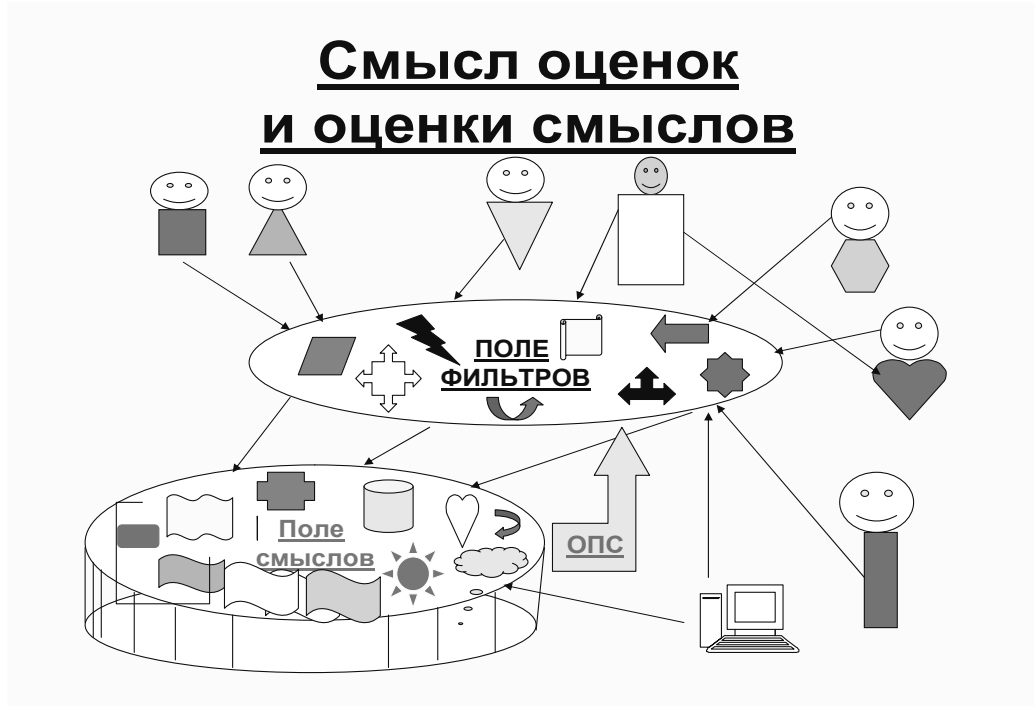 Смысл оценок
и оценки смыслов
ПОЛЕ
ФИЛЬТРОВ
Поле
смыслов
ОПС